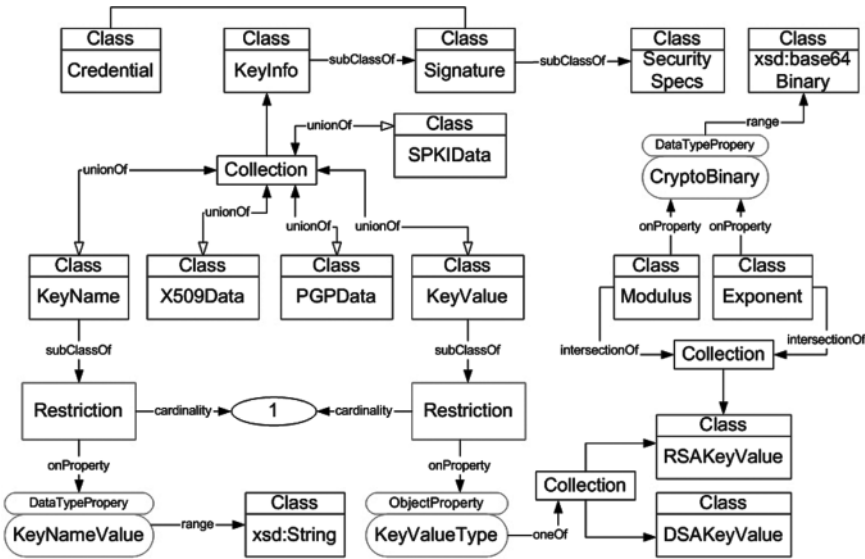 Class
Credential
Class
KeyInfo
subClassOf
Class
Signature
subClassOf
Class
Security
Specs
Class
xsd:base64
Binary
range
unionOf
Class
SPKIData
DataTypePropery
CryptoBinary
unionOf
Collection
unionOf
unionOf
unionOf
onProperty
onProperty
Class
KeyName
Class
X509Data
Class
PGPData
Class
KeyValue
Class
Modulus
Class
Exponent
subClassOf
subClassOf
intersectionOf
Collection
intersectionOf
Restriction
cardinality
1
cardinality
Restriction
Class
RSAKeyValue
onProperty
onProperty
Collection
DataTypePropery
KeyNameValue
range
Class
xsd:String
ObjectProperty
KeyValueType
oneOf
Class
DSAKeyValue